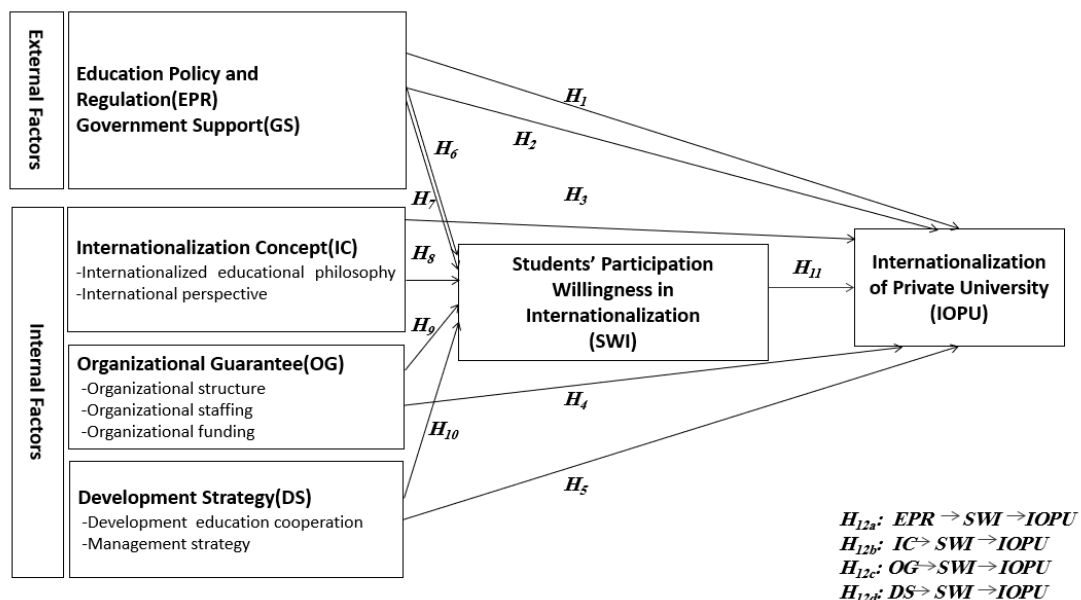 External Factors
Education Policy and
Regulation(EPR)
Government Support(GS)
H1
H2
H6
H7
H3
Internal Factors
Internationalization Concept(IC)
-Internationalized educational philosophy
-International perspective
H8
Students’ Participation
Willingness in
Internationalization
(SWI)
H11
Internationalization
of Private University
(IOPU)
H9
Organizational Guarantee(OG)
-Organizational structure
-Organizational staffing
-Organizational funding
H4
H10
Development Strategy(DS)
-Development education cooperation
-Management strategy
H5
H12a: EPR →SWI →IOPU
H12b: IC→ SWI →IOPU
H12c: OG→SWI →IOPU
H12d: DS→SWI →IOPU